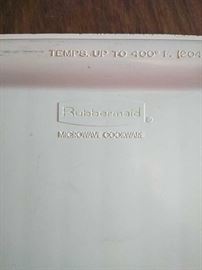 TEMPS. UP TO 400° F. (204
Rubbermaid®
MICROWAVE COOKWARE